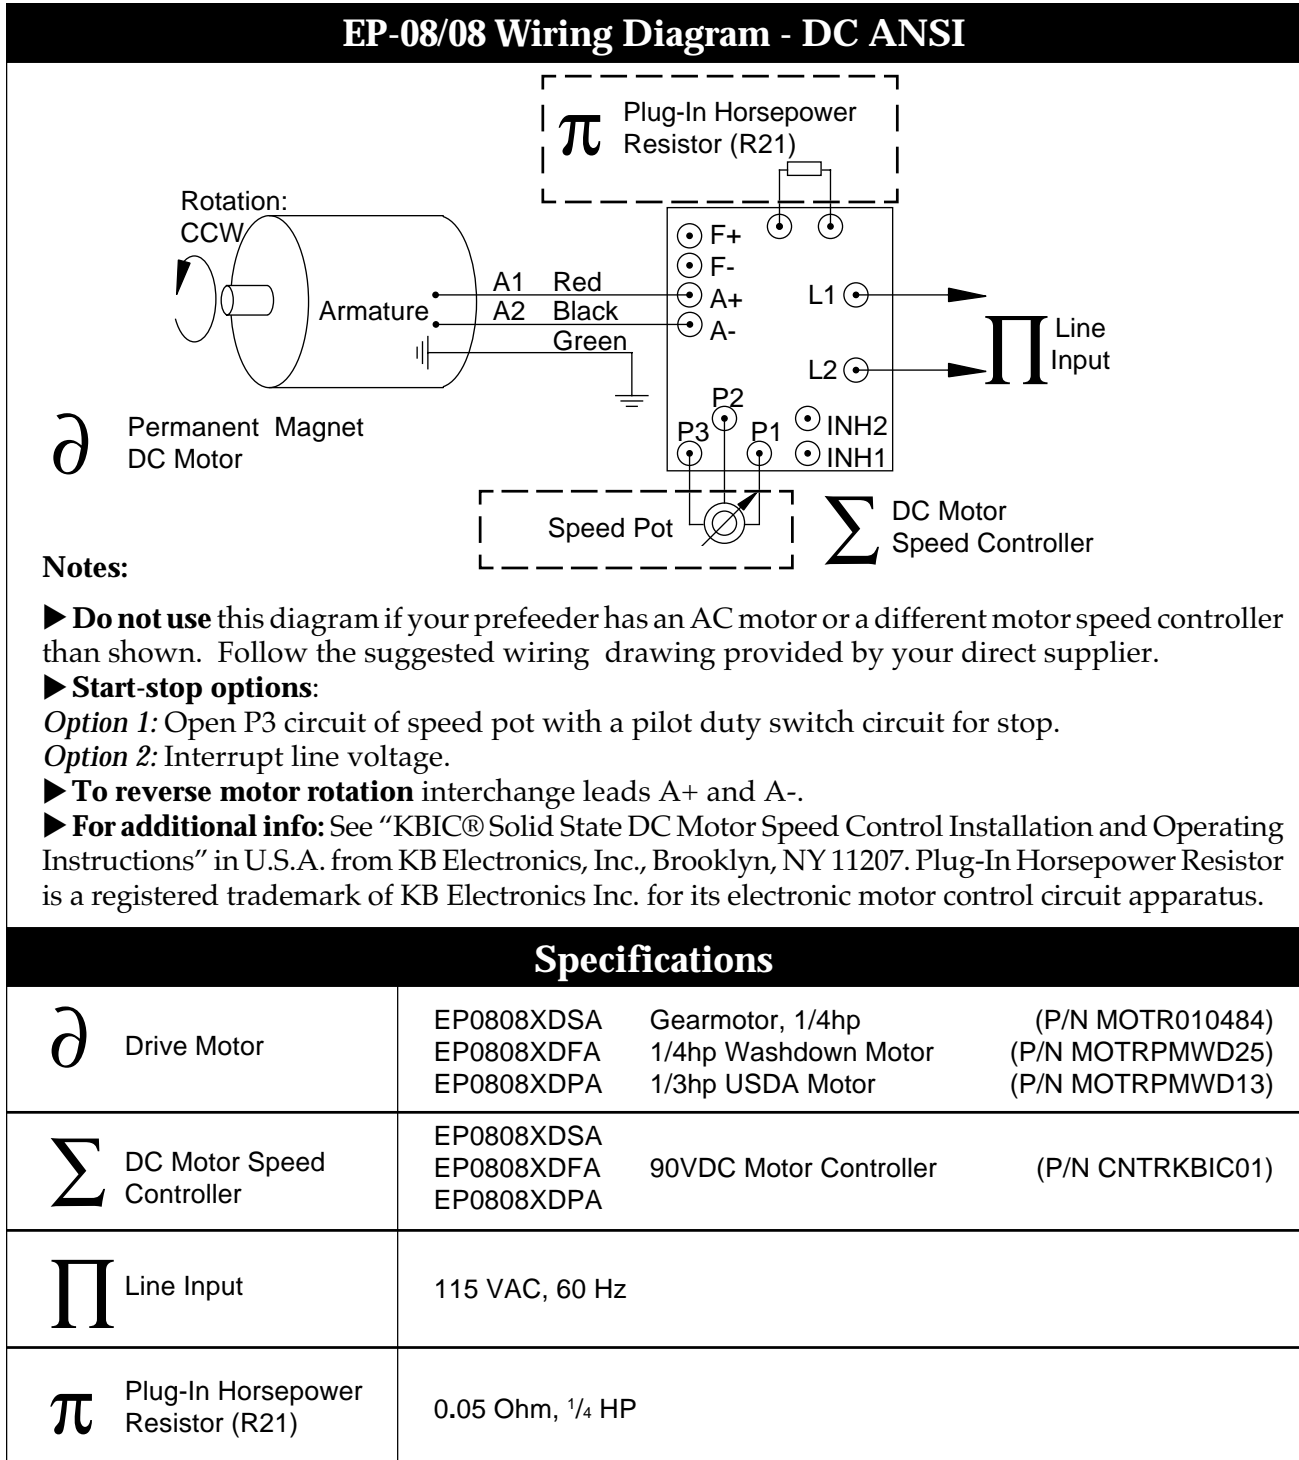 EP-08/08 Wiring Diagram - DC ANSI
π Plug-In Horsepower
Resistor (R21)
Rotation:
CCW
F+
F-
A1 Red
A+
L1
Armature
A2 Black
A-
Green
∏ Line
Input
L2
P2
P3
P1
INH2
INH1
∂ Permanent Magnet
DC Motor
Speed Pot
∑ DC Motor
Speed Controller
Notes:
▶ Do not use this diagram if your prefeeder has an AC motor or a different motor speed controller
than shown. Follow the suggested wiring drawing provided by your direct supplier.
▶ Start-stop options:
Option 1: Open P3 circuit of speed pot with a pilot duty switch circuit for stop.
Option 2: Interrupt line voltage.
▶ To reverse motor rotation interchange leads A+ and A-.
▶ For additional info: See “KBIC® Solid State DC Motor Speed Control Installation and Operating
Instructions” in U.S.A. from KB Electronics, Inc., Brooklyn, NY 11207. Plug-In Horsepower Resistor
is a registered trademark of KB Electronics Inc. for its electronic motor control circuit apparatus.
Specifications
∂ Drive Motor
EP0808XDSA Gearmotor, 1/4hp (P/N MOTR010484)
EP0808XDFA 1/4hp Washdown Motor (P/N MOTRPMWD25)
EP0808XDPA 1/3hp USDA Motor (P/N MOTRPMWD13)
∑ DC Motor Speed
Controller
EP0808XDSA
EP0808XDFA 90VDC Motor Controller (P/N CNTRKBIC01)
EP0808XDPA
∏ Line Input
115 VAC, 60 Hz
π Plug-In Horsepower
Resistor (R21)
0.05 Ohm, 1/4 HP